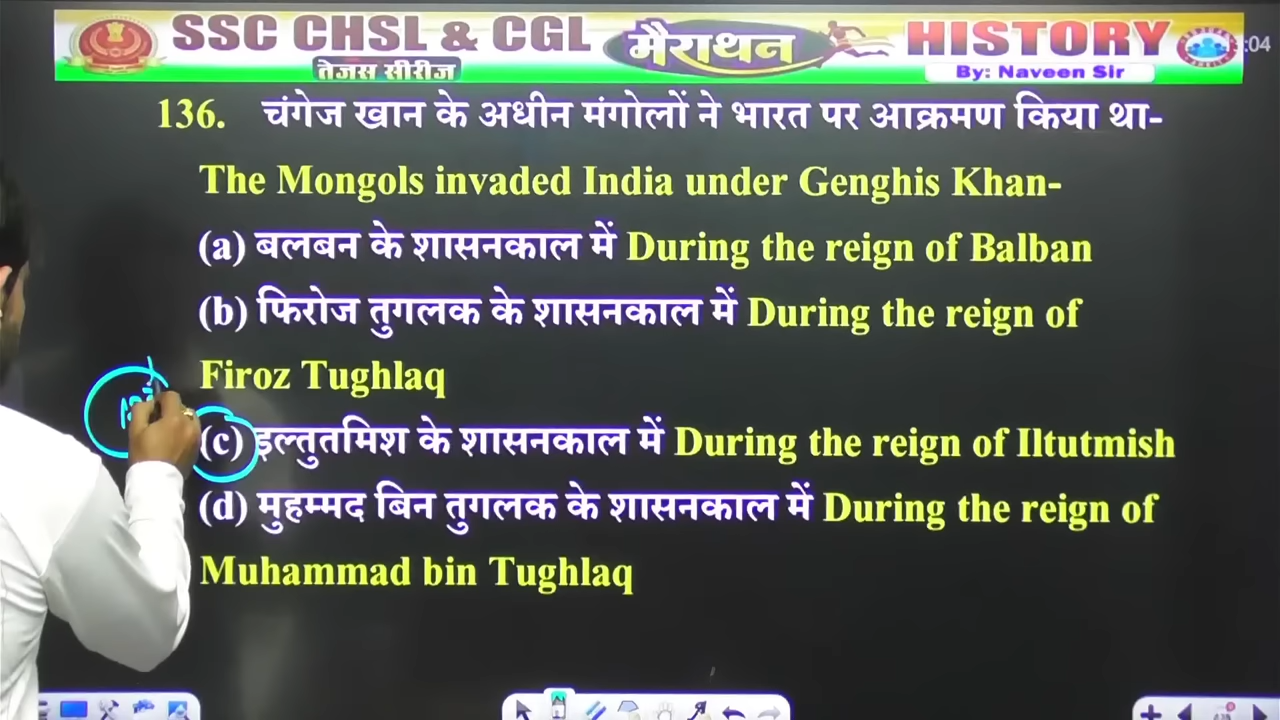 SSC CHSL & CGL मैराथन HISTORY
तेजस सीरीज By: Naveen Sir
136. चंगेज खान के अधीन मंगोलों ने भारत पर आक्रमण किया था-
The Mongols invaded India under Genghis Khan-
(a) बलबन के शासनकाल में During the reign of Balban
(b) फिरोज तुगलक के शासनकाल में During the reign of
Firoz Tughlaq
(c) इल्तुतमिश के शासनकाल में During the reign of Iltutmish
(d) मुहम्मद बिन तुगलक के शासनकाल में During the reign of
Muhammad bin Tughlaq